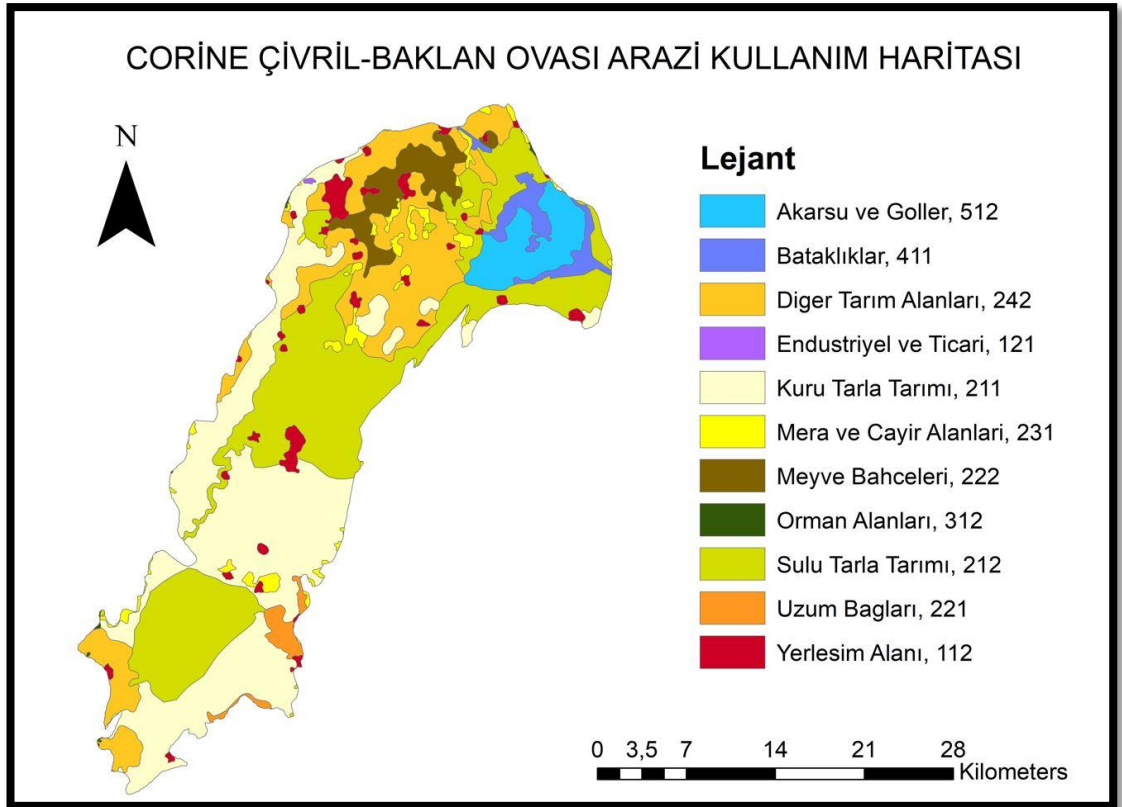 CORİNE ÇİVRİL-BAKLAN OVASI ARAZİ KULLANIM HARİTASI
N
Lejant
Akarsu ve Goller, 512
Bataklıklar, 411
Diger Tarım Alanları, 242
Endustriyel ve Ticari, 121
Kuru Tarla Tarımı, 211
Mera ve Cayir Alanlari, 231
Meyve Bahceleri, 222
Orman Alanları, 312
Sulu Tarla Tarımı, 212
Uzum Bagları, 221
Yerlesim Alanı, 112
0 3,5 7 14 21 28
Kilometers